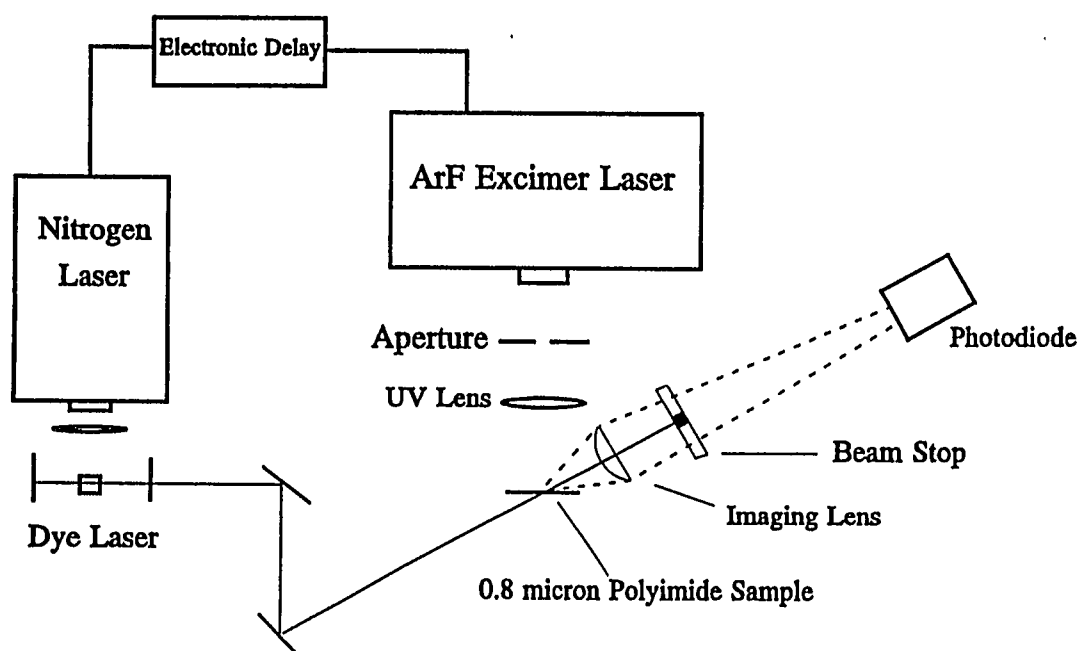 Electronic Delay
ArF Excimer Laser
Nitrogen
Laser
Aperture
Photodiode
UV Lens
Beam Stop
Imaging Lens
Dye Laser
0.8 micron Polyimide Sample